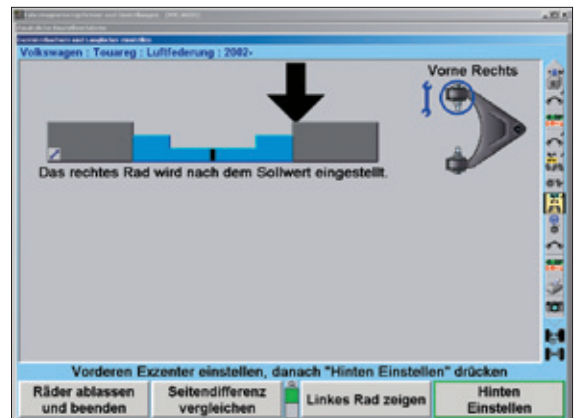 Volkswagen : Touareg : Luftfederung : 2002-
Vorne Rechts
Das rechtes Rad wird nach dem Sollwert eingestellt.
Vorderen Exzenter einstellen, danach "Hinten Einstellen" drücken
Räder ablassen
und beenden
Seitendifferenz
vergleichen
Linkes Rad zeigen
Hinten
Einstellen